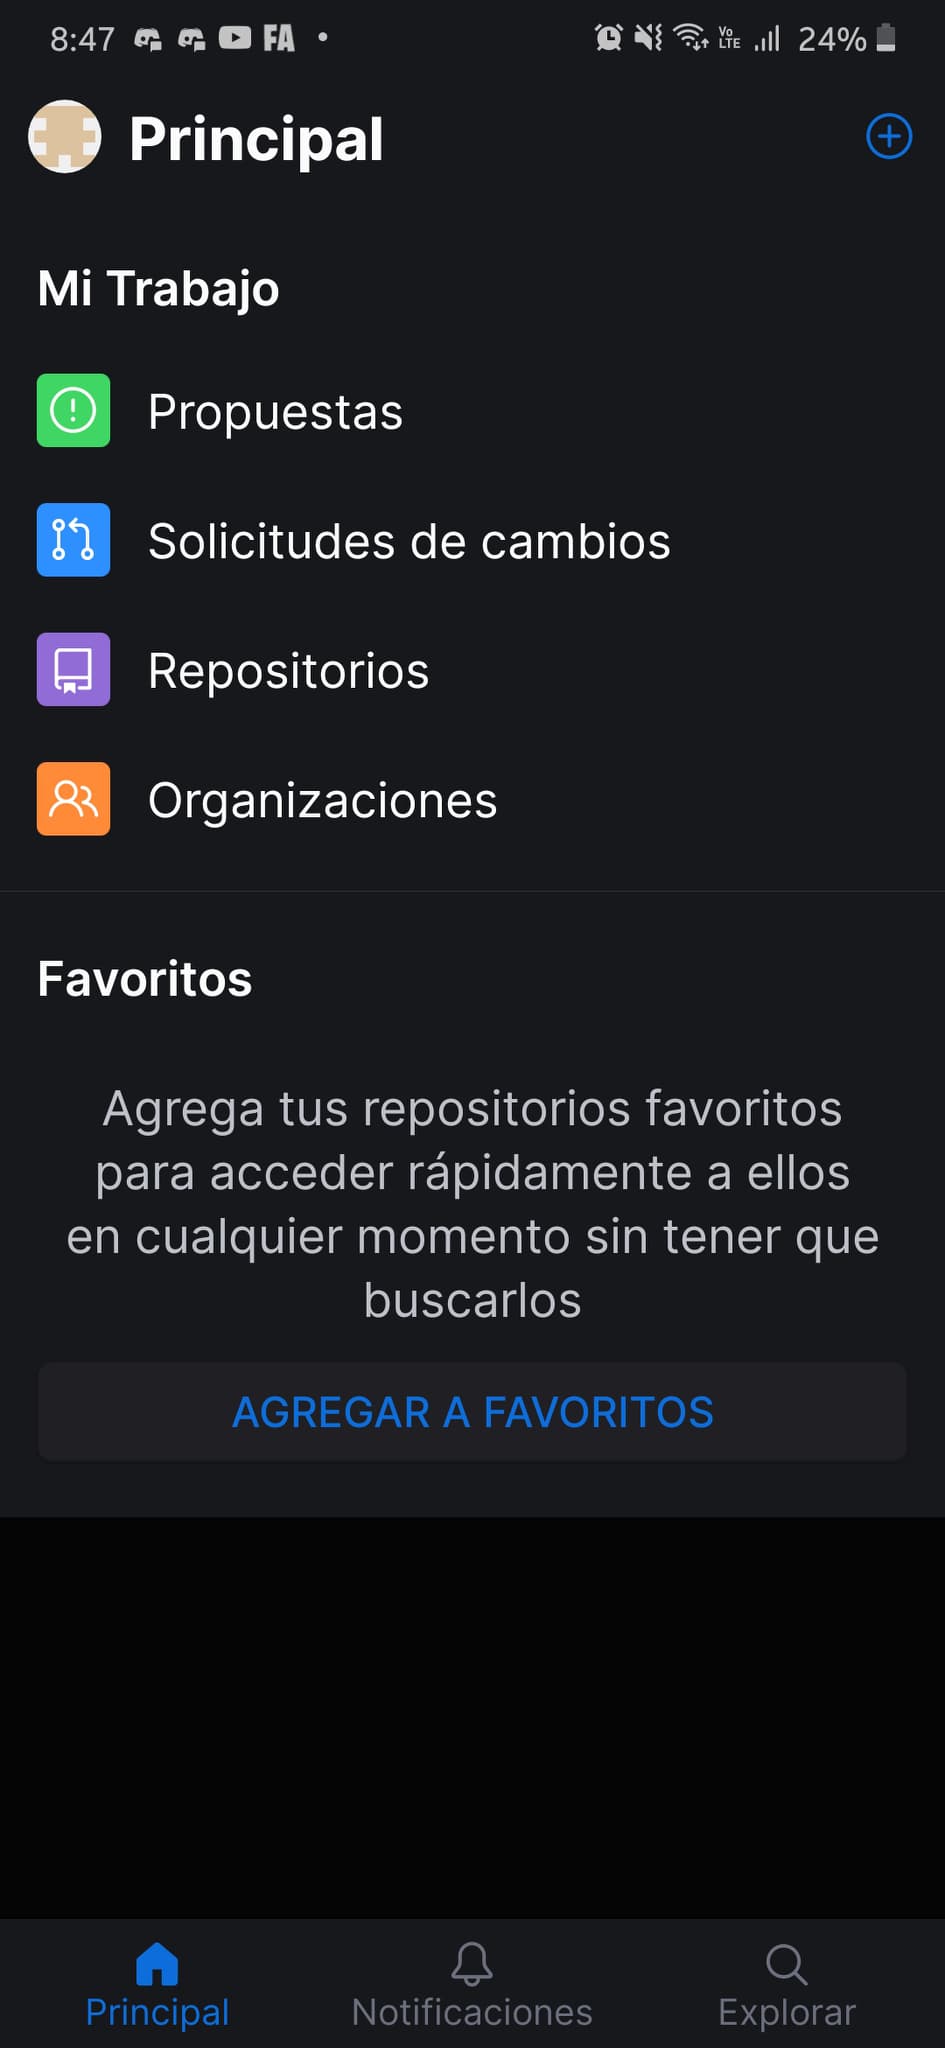 8:47 FA Vo LTE 24%
Principal
Mi Trabajo
Propuestas
Solicitudes de cambios
Repositorios
Organizaciones
Favoritos
Agrega tus repositorios favoritos
para acceder rápidamente a ellos
en cualquier momento sin tener que
buscarlos
AGREGAR A FAVORITOS
Principal Notificaciones Explorar